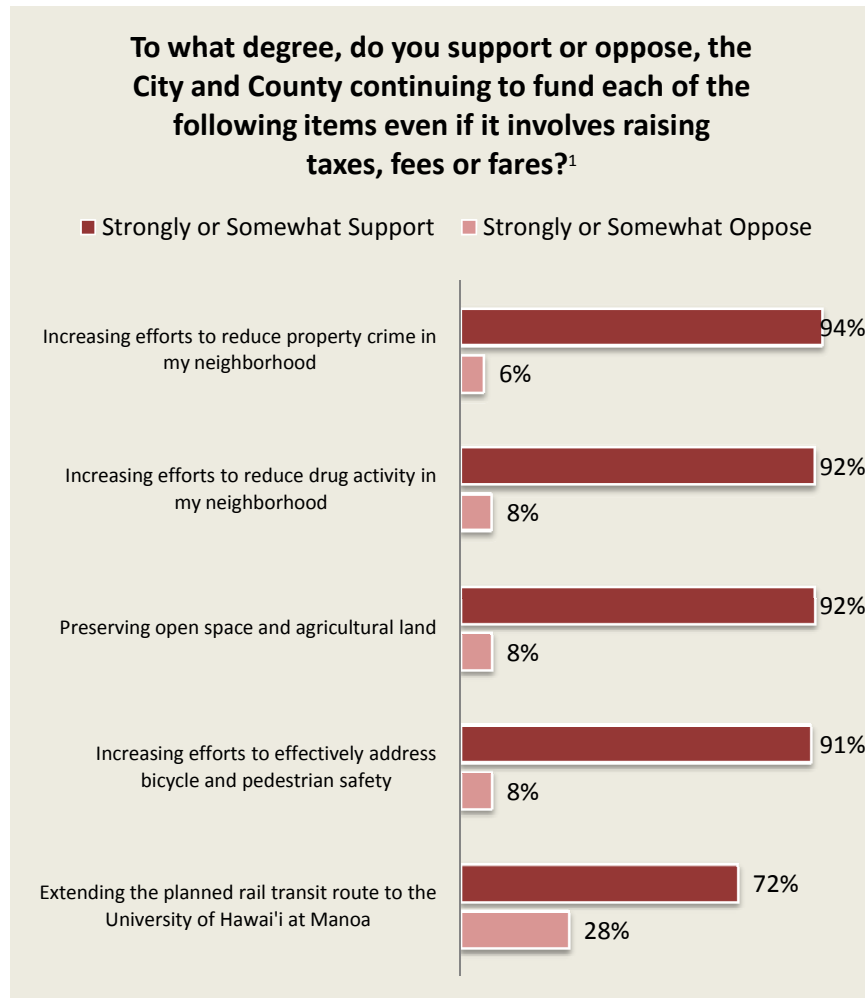 To what degree, do you support or oppose, the
City and County continuing to fund each of the
following items even if it involves raising
taxes, fees or fares?1
Strongly or Somewhat Support Strongly or Somewhat Oppose
Increasing efforts to reduce property crime in
my neighborhood
94%
6%
Increasing efforts to reduce drug activity in
my neighborhood
92%
8%
Preserving open space and agricultural land
92%
8%
Increasing efforts to effectively address
bicycle and pedestrian safety
91%
8%
Extending the planned rail transit route to the
University of Hawai'i at Manoa
72%
28%